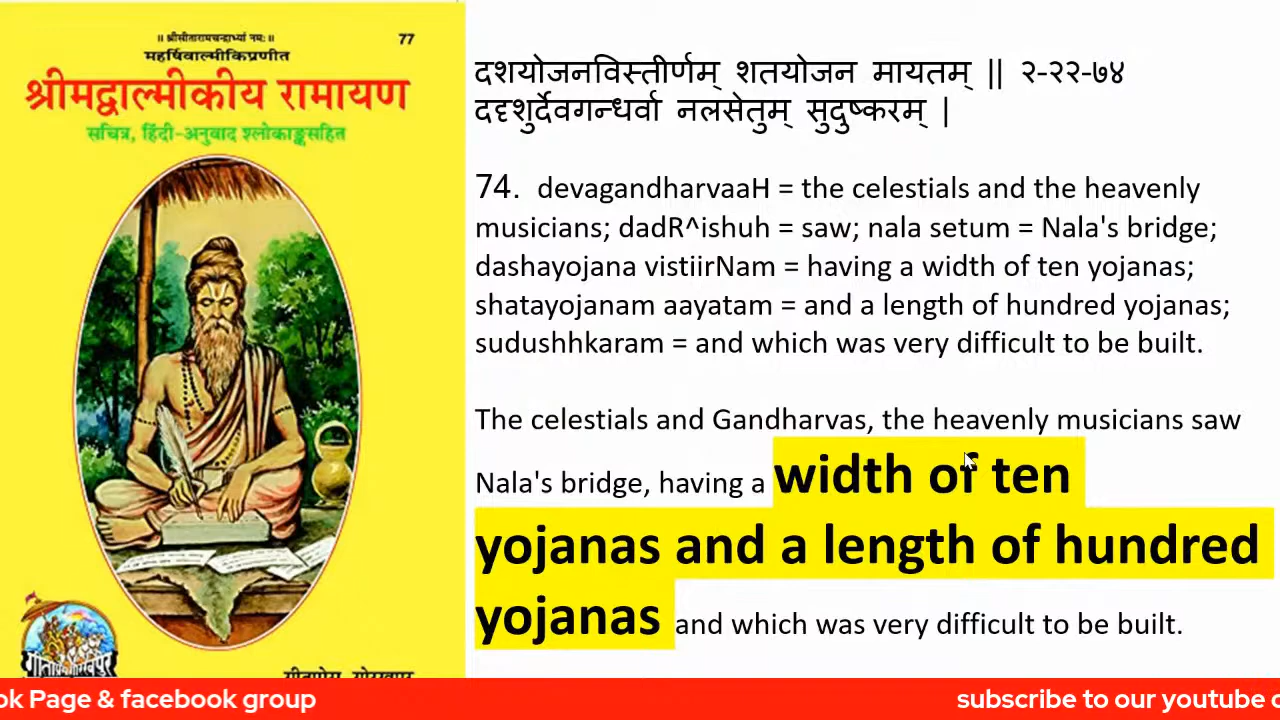 ॥ श्रीसीतारामचन्द्राभ्यां नमः ॥
77
महर्षिवाल्मीकिप्रणीत
श्रीमद्वाल्मीकीय रामायण
सचित्र, हिंदी-अनुवाद श्लोकाङ्कसहित
गीताप्रेस गोरखपुर
दशयोजनविस्तीर्णम् शतयोजन मायतम् || २-२२-७४
ददृशुर्देवगन्धर्वा नलसेतुम् सुदुष्करम् |
74. devagandharvaaH = the celestials and the heavenly
musicians; dadR^ishuh = saw; nala setum = Nala's bridge;
dashayojana vistiirNam = having a width of ten yojanas;
shatayojanam aayatam = and a length of hundred yojanas;
sudushhkaram = and which was very difficult to be built.
The celestials and Gandharvas, the heavenly musicians saw
Nala's bridge, having a width of ten
yojanas and a length of hundred
yojanas and which was very difficult to be built.
ok Page & facebook group
subscribe to our youtube c